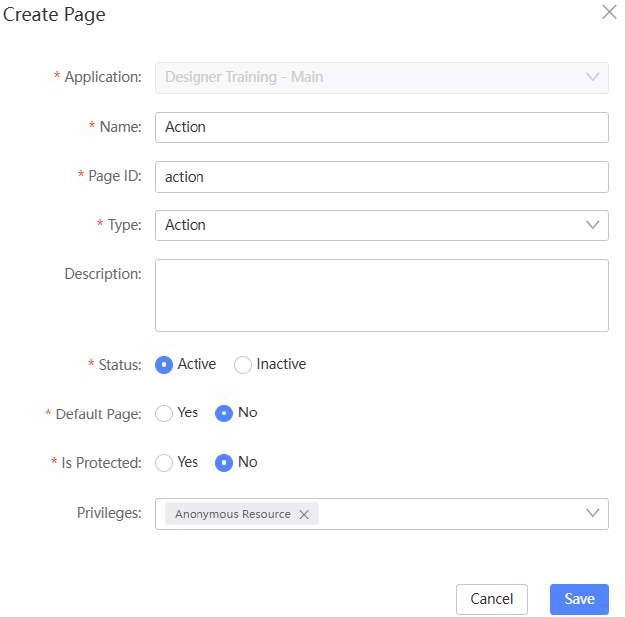 Create Page
* Application: Designer Training - Main
* Name: Action
* Page ID: action
* Type: Action
Description:
* Status: Active Inactive
* Default Page: Yes No
* Is Protected: Yes No
Privileges: Anonymous Resource
Cancel Save